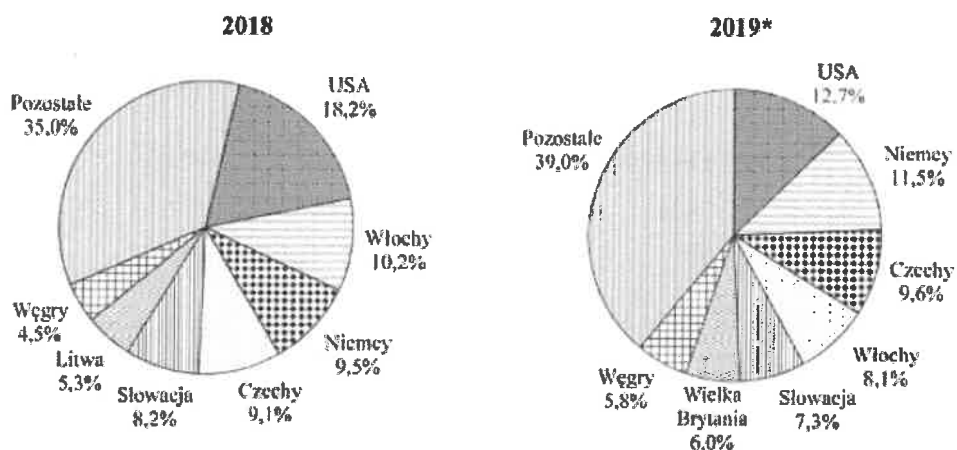 2018
USA
18,2%
Włochy
10,2%
Niemcy
9,5%
Czechy
9,1%
Słowacja
8,2%
Litwa
5,3%
Węgry
4,5%
Pozostałe
35,0%
2019*
USA
12,7%
Niemcy
11,5%
Czechy
9,6%
Włochy
8,1%
Słowacja
7,3%
Wielka
Brytania
6,0%
Węgry
5,8%
Pozostałe
39,0%